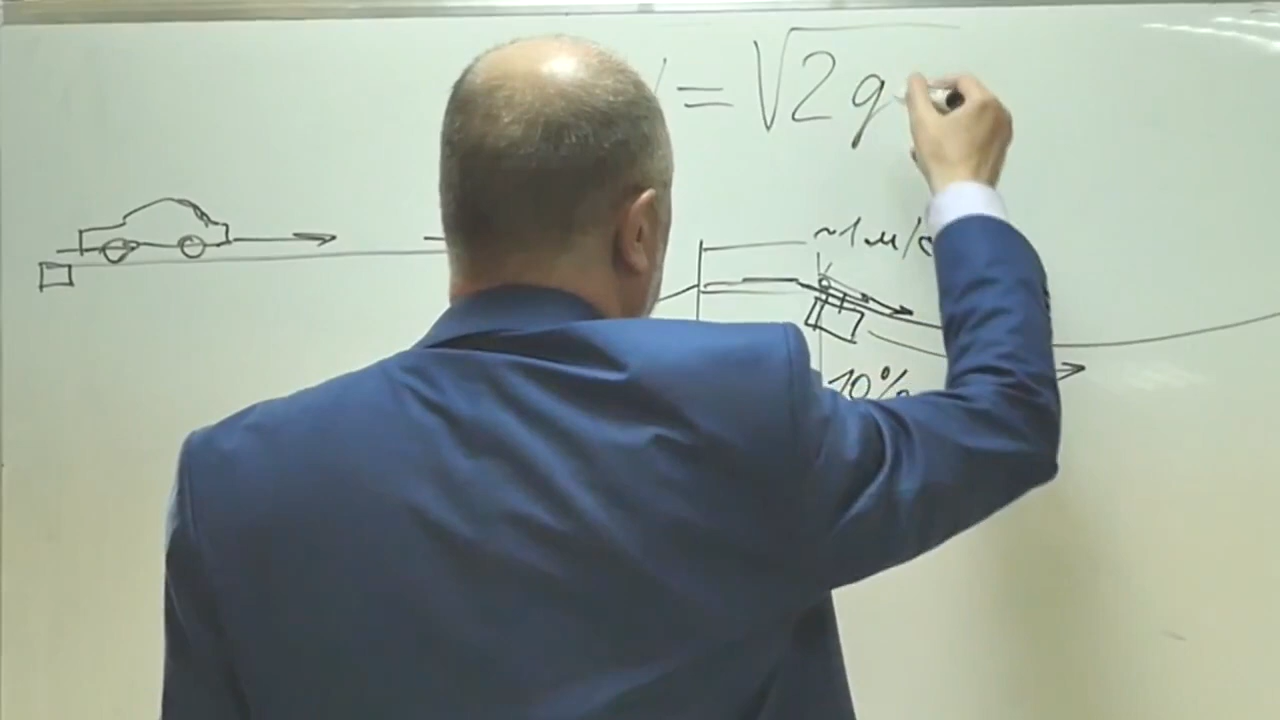 = √2g
~1м/с
10%